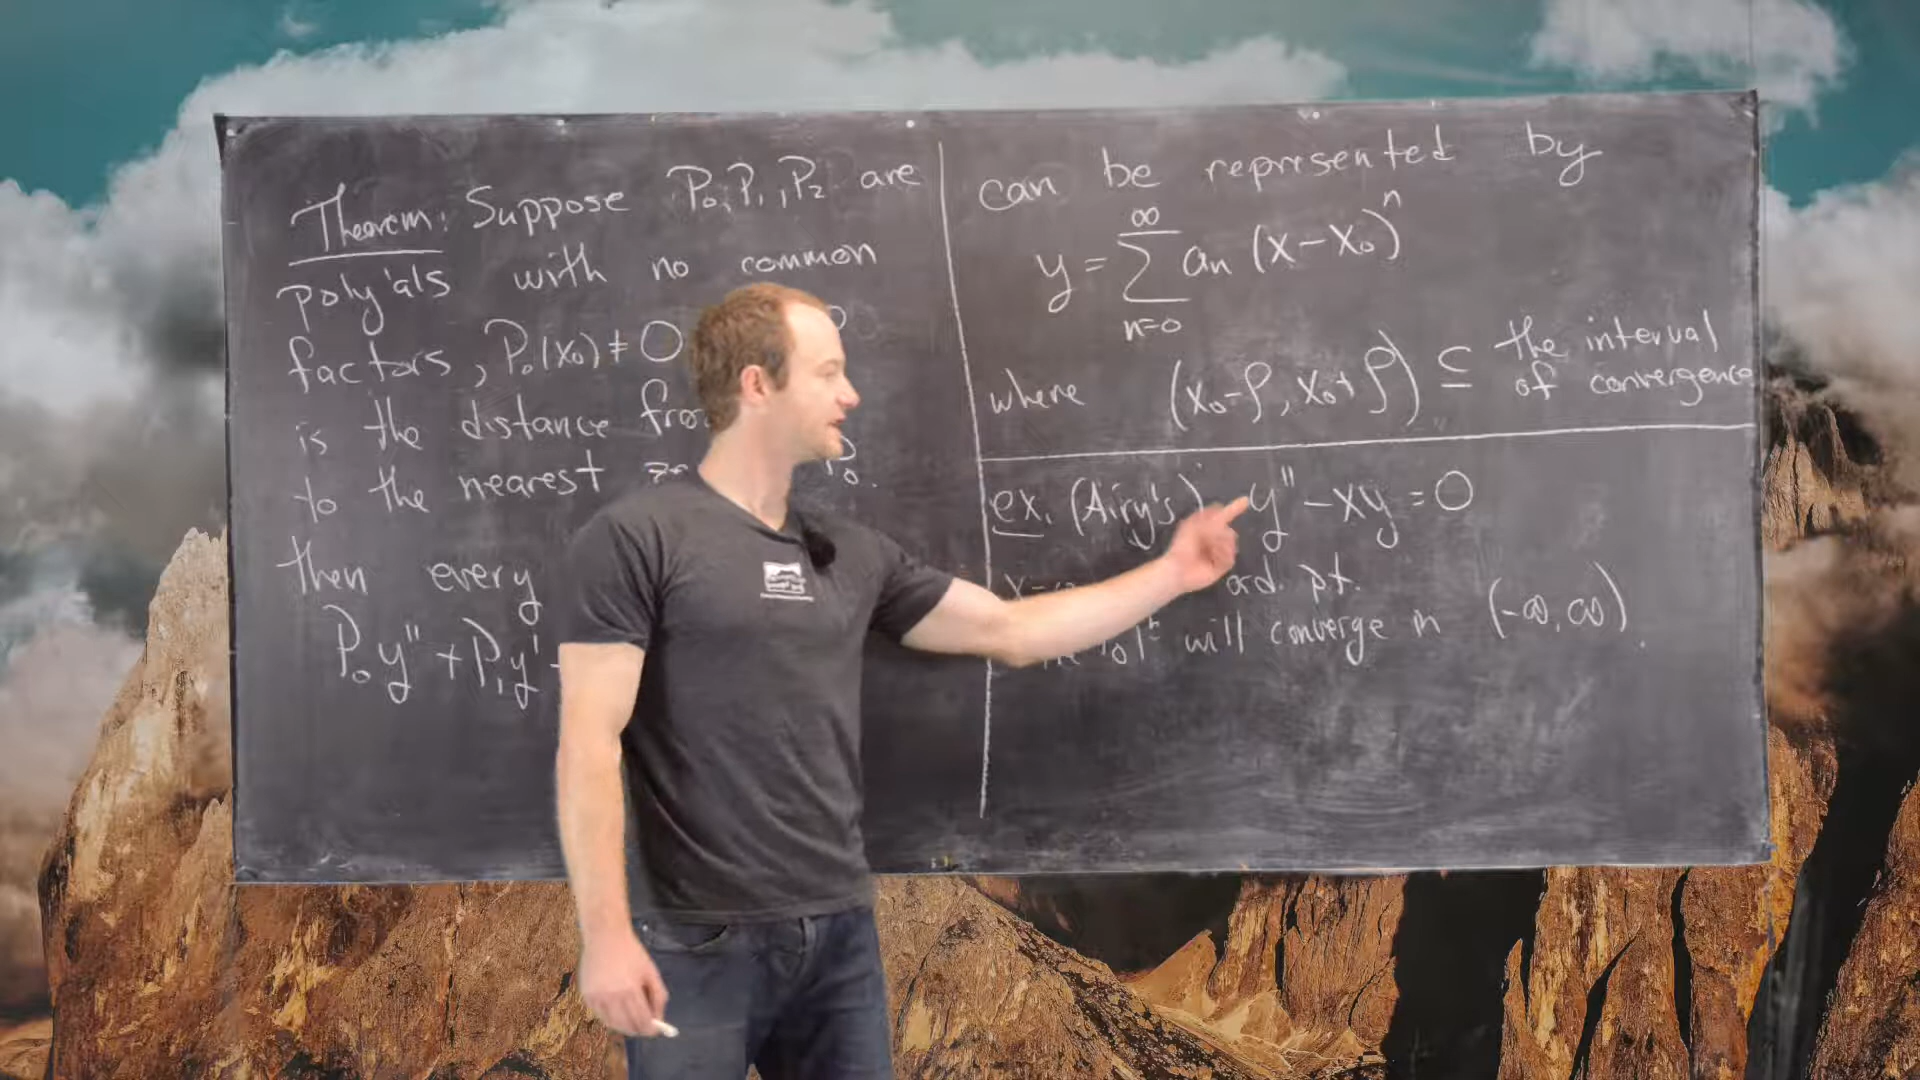 Theorem: Suppose P₀, P₁, P₂ are
poly'als with no common
factors, P₀(x₀) ≠ 0
is the distance from
to the nearest P₀.
then every
P₀y'' + P₁y'
can be represented by
y = ∑_{n=0}^{∞} aₙ (x-x₀)ⁿ
where (x₀-ρ, x₀+ρ) ⊆ the interval
of convergence
ex. (Airy's) y'' - xy = 0
ord. pt.
will converge in (-∞, ∞).